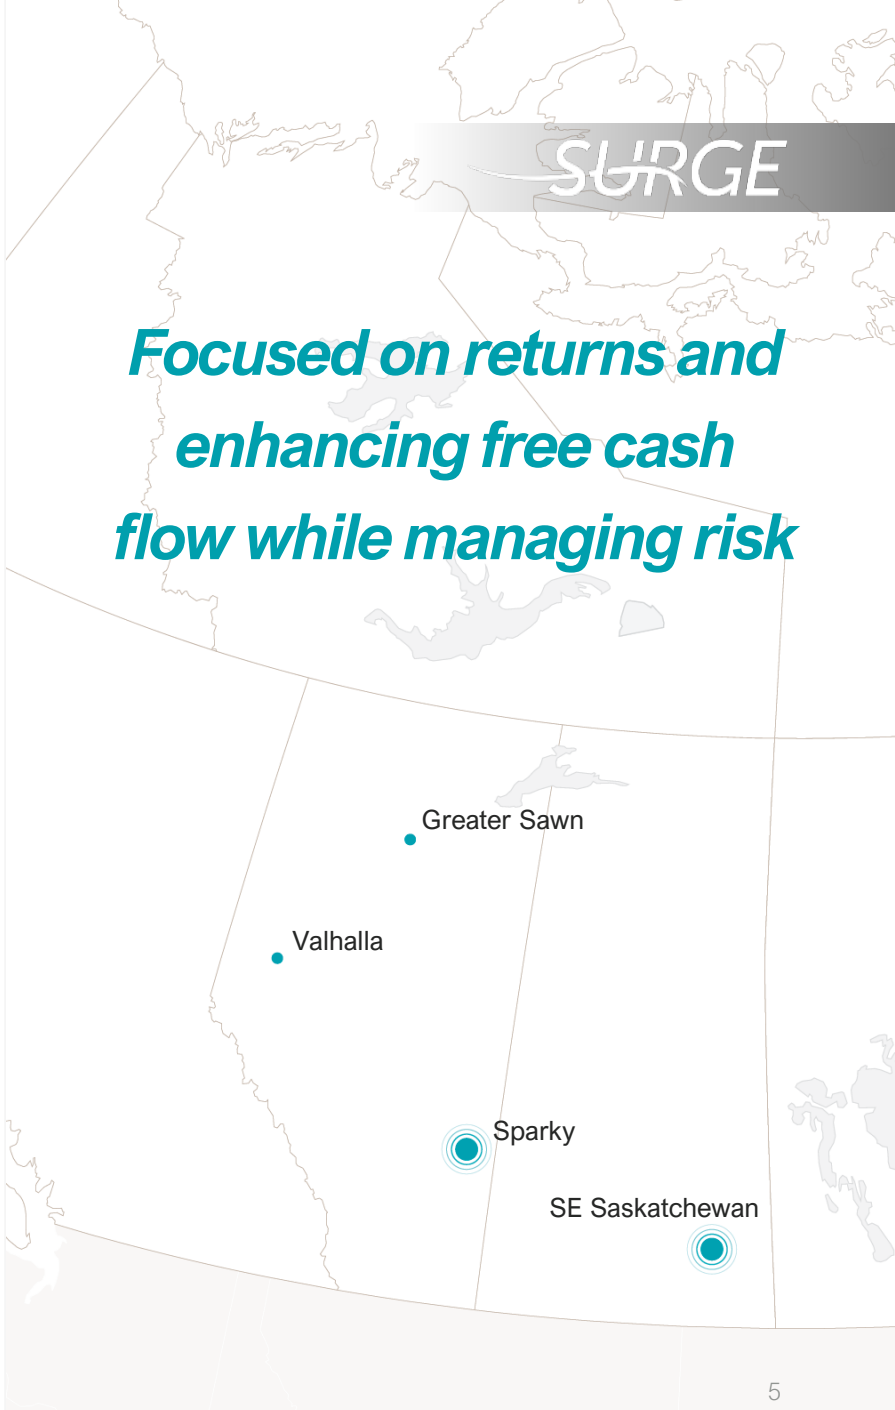 SURGE
Focused on returns and
enhancing free cash
flow while managing risk
Greater Sawn
Valhalla
Sparky
SE Saskatchewan
5